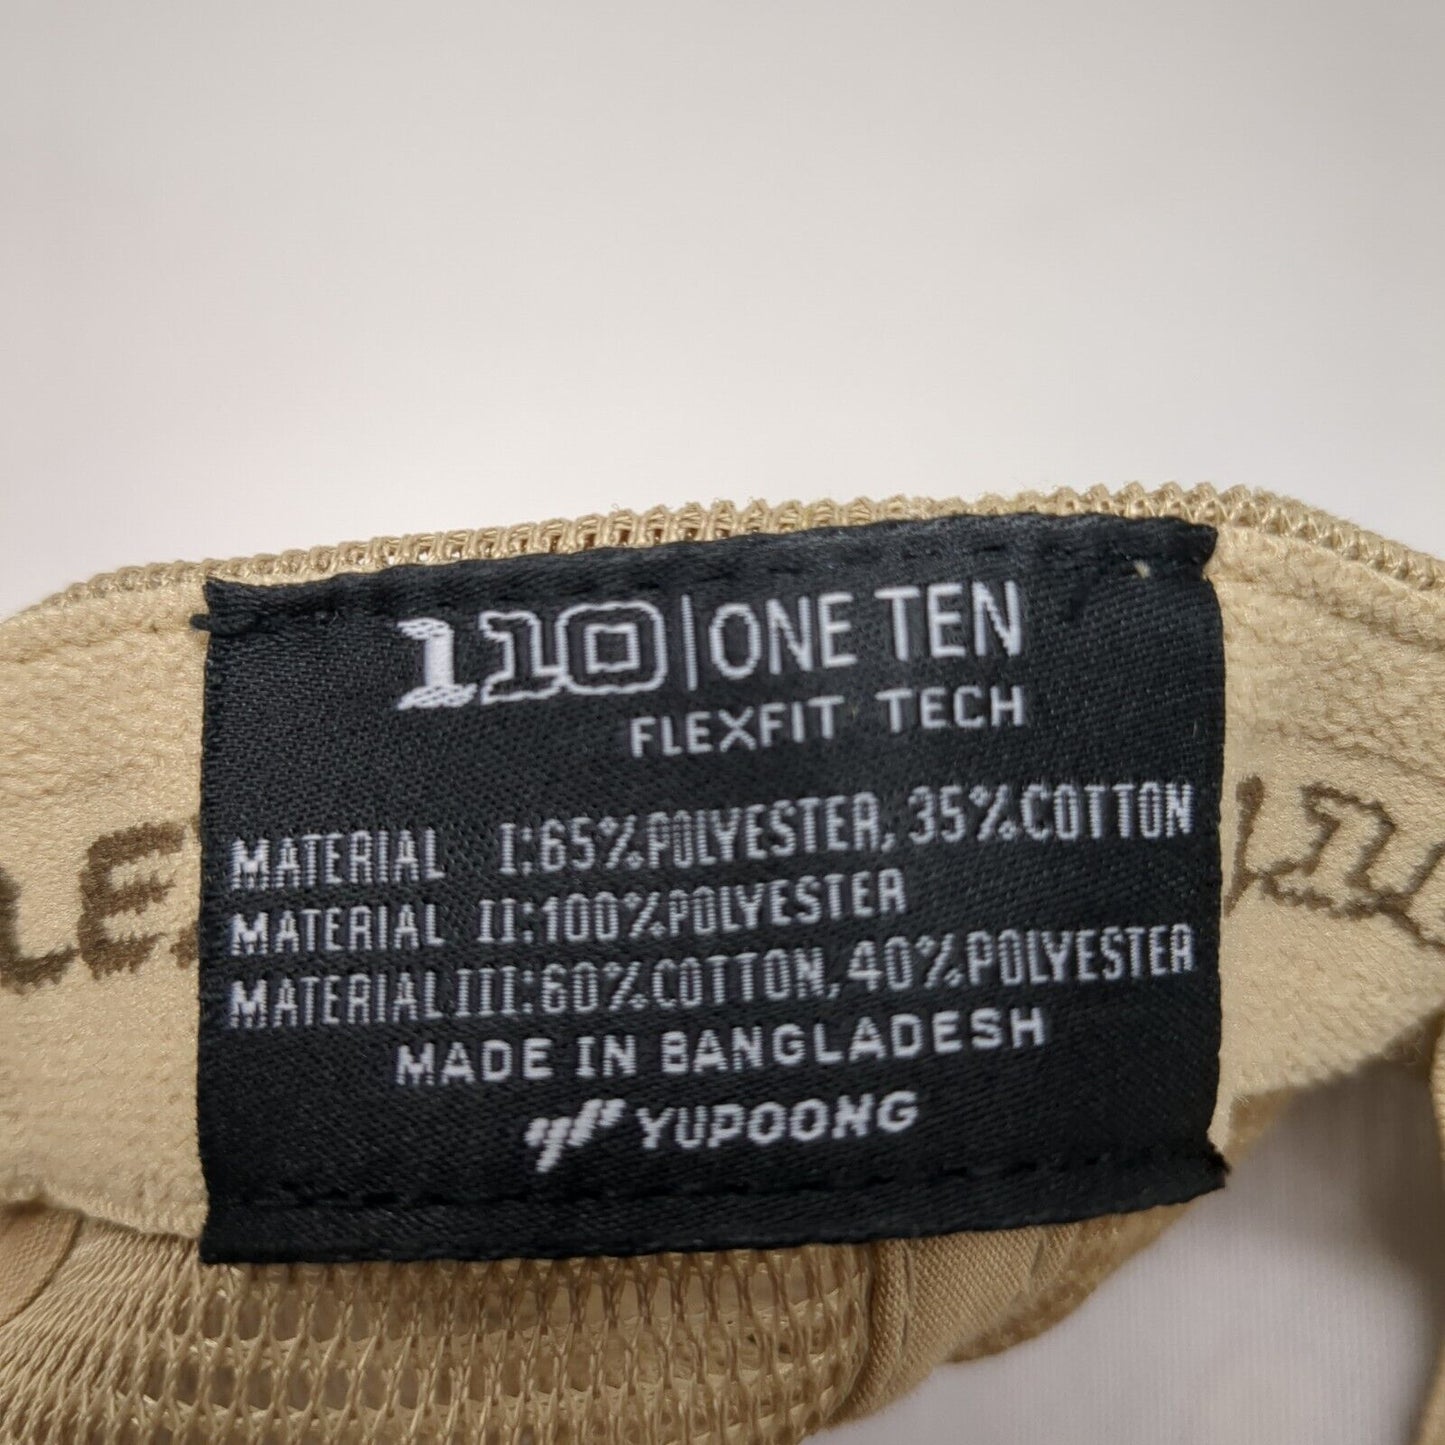 110 | ONE TEN
FLEXFIT TECH
MATERIAL I:65%POLYESTER, 35%COTTON
MATERIAL II:100%POLYESTER
MATERIAL III:60%COTTON, 40%POLYESTER
MADE IN BANGLADESH
YUPOONG